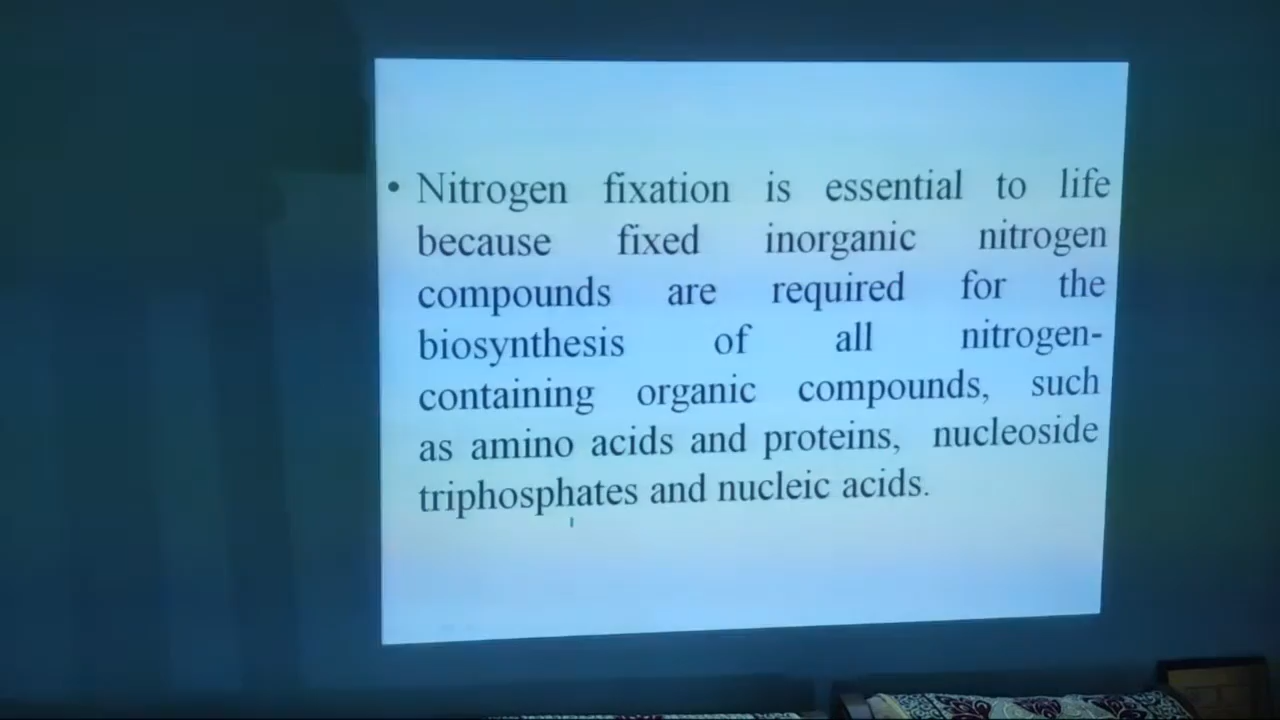 • Nitrogen fixation is essential to life
because fixed inorganic nitrogen
compounds are required for the
biosynthesis of all nitrogen-
containing organic compounds, such
as amino acids and proteins, nucleoside
triphosphates and nucleic acids.